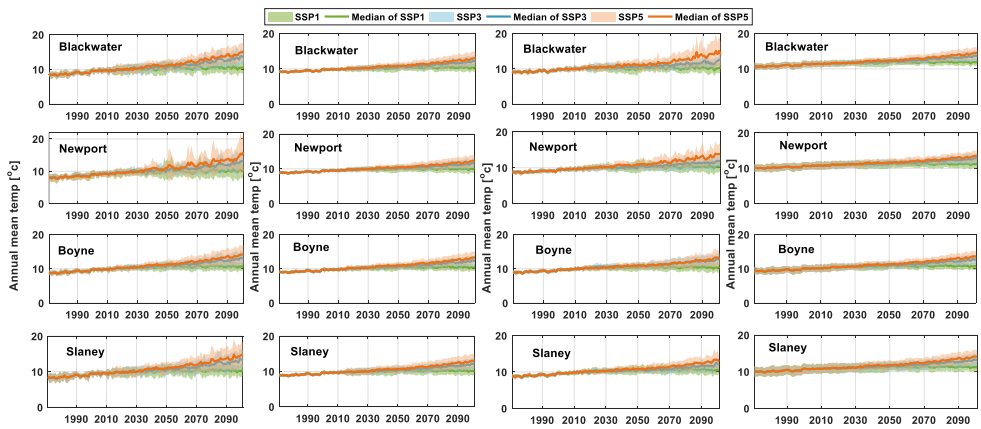 SSP1 Median of SSP1 SSP3 Median of SSP3 SSP5 Median of SSP5
Blackwater Blackwater Blackwater Blackwater
20 20 20 20
10 10 10 10
0 0 0 0
1990 2010 2030 2050 2070 2090 1990 2010 2030 2050 2070 2090 1990 2010 2030 2050 2070 2090 1990 2010 2030 2050 2070 2090
Newport Newport Newport Newport
20 20 20 20
10 10 10 10
0 0 0 0
1990 2010 2030 2050 2070 2090 1990 2010 2030 2050 2070 2090 1990 2010 2030 2050 2070 2090 1990 2010 2030 2050 2070 2090
Annual mean temp [°c] Annual mean temp [°c] Annual mean temp [°c] Annual mean temp [°c]
Boyne Boyne Boyne Boyne
20 20 20 20
10 10 10 10
0 0 0 0
1990 2010 2030 2050 2070 2090 1990 2010 2030 2050 2070 2090 1990 2010 2030 2050 2070 2090 1990 2010 2030 2050 2070 2090
Slaney Slaney Slaney Slaney
20 20 20 20
10 10 10 10
0 0 0 0
1990 2010 2030 2050 2070 2090 1990 2010 2030 2050 2070 2090 1990 2010 2030 2050 2070 2090 1990 2010 2030 2050 2070 2090